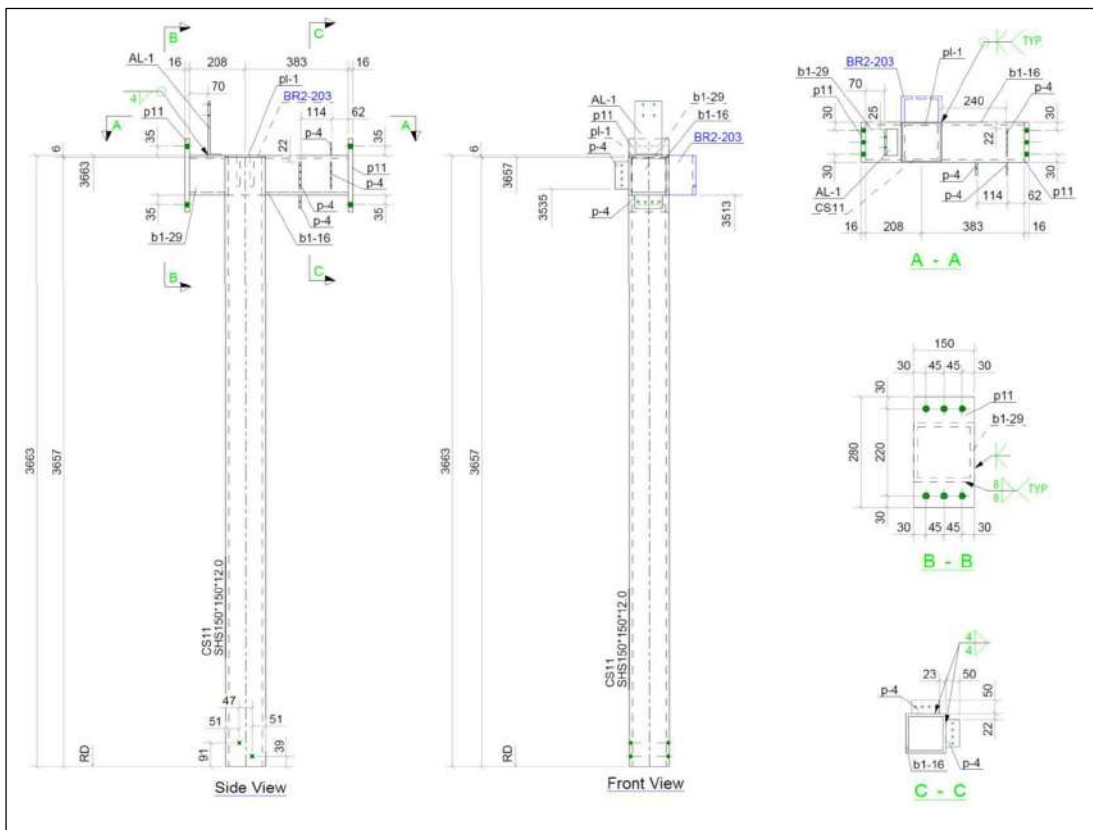 B
C
16
208
383
16
AL-1
70
pl-1
BR2-203
4
114
62
A
p11
p-4
A
35
35
22
6
3663
p11
p-4
p-4
p-4
35
35
b1-29
b1-16
B
C
3663
3657
CS11
SHS150*150*12.0
47
51
51
91
39
RD
Side View
AL-1
p11
pl-1
p-4
b1-29
b1-16
BR2-203
6
3657
3535
p-4
3513
3663
3657
CS11
SHS150*150*12.0
RD
Front View
TYP
BR2-203
pl-1
b1-29
b1-16
p11
70
p-4
240
25
30
30
22
30
30
AL-1
p-4
CS11
p-4
114
62
p11
16
208
383
16
A - A
150
30
45
45
30
30
p11
b1-29
280
220
8
8
TYP
30
30
45
45
30
B - B
4
4
23
50
p-4
50
22
b1-16
p-4
C - C